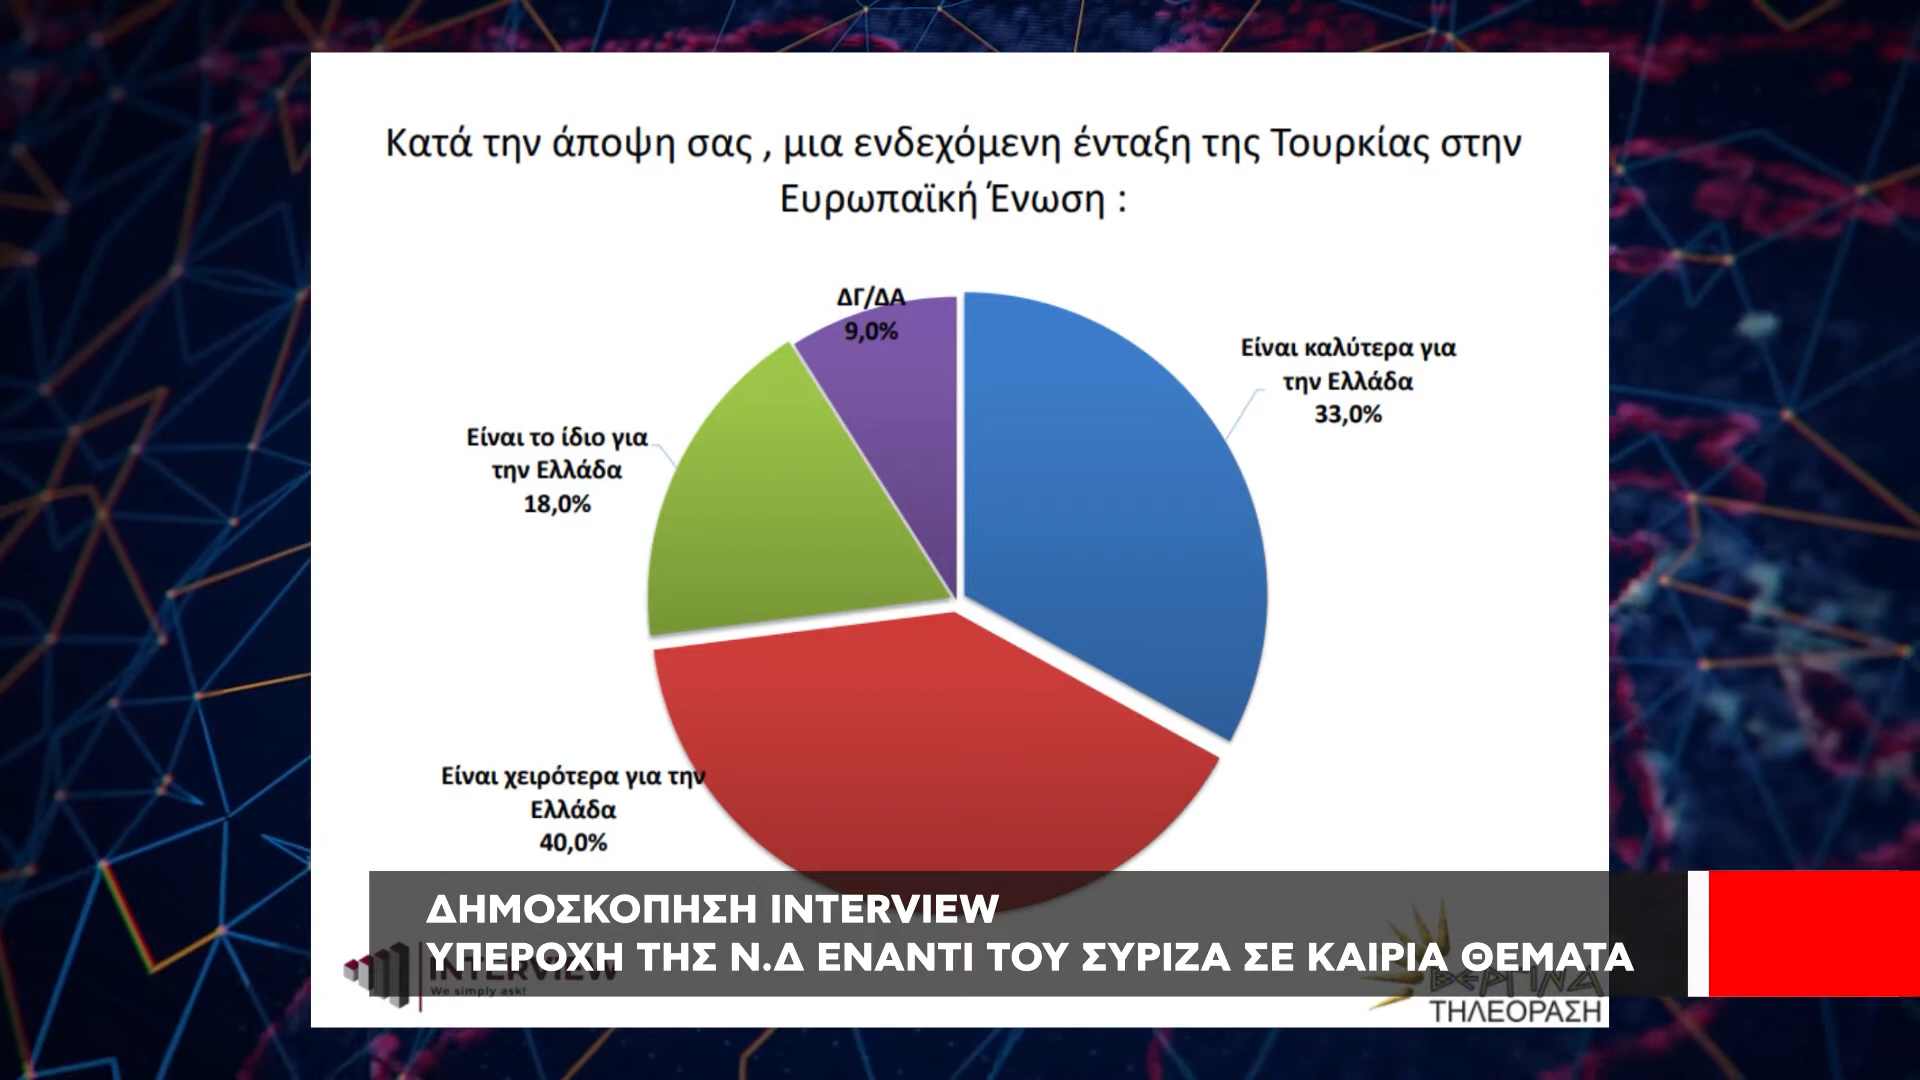 Κατά την άποψη σας , μια ενδεχόμενη ένταξη της Τουρκίας στην
Ευρωπαϊκή Ένωση :
ΔΓ/ΔΑ
9,0%
Είναι καλύτερα για
την Ελλάδα
33,0%
Είναι το ίδιο για
την Ελλάδα
18,0%
Είναι χειρότερα για την
Ελλάδα
40,0%
ΔΗΜΟΣΚΟΠΗΣΗ INTERVIEW
ΥΠΕΡΟΧΗ ΤΗΣ Ν.Δ ΕΝΑΝΤΙ ΤΟΥ ΣΥΡΙΖΑ ΣΕ ΚΑΙΡΙΑ ΘΕΜΑΤΑ
INTERVIEW
We simply ask!
ΒΕΡΓΙΝΑ
ΤΗΛΕΟΡΑΣΗ